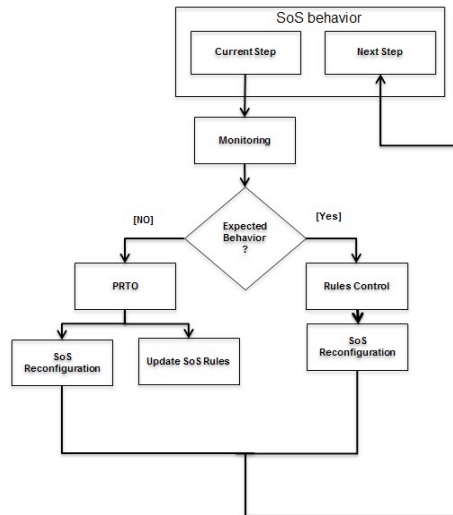 SoS behavior
Current Step
Next Step
Monitoring
[NO]
Expected
Behavior
?
[Yes]
PRTO
Rules Control
SoS
Reconfiguration
Update SoS Rules
SoS
Reconfiguration